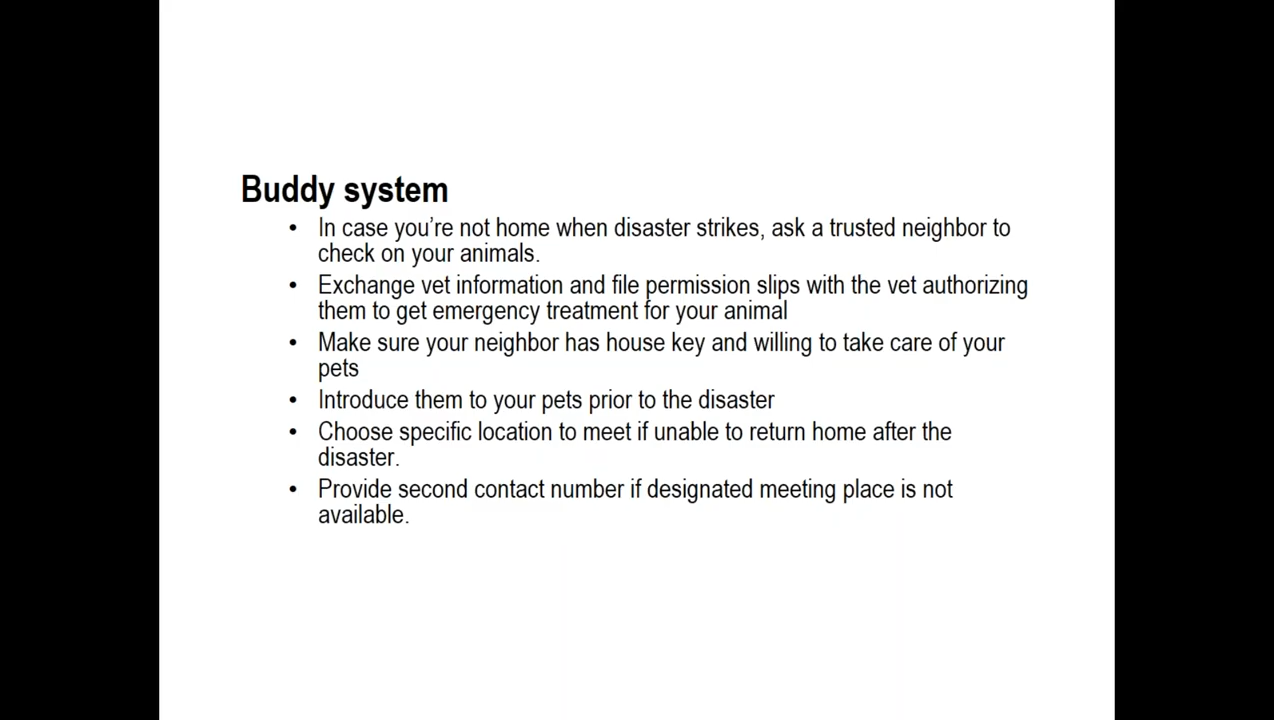 Buddy system
• In case you're not home when disaster strikes, ask a trusted neighbor to
check on your animals.
• Exchange vet information and file permission slips with the vet authorizing
them to get emergency treatment for your animal
• Make sure your neighbor has house key and willing to take care of your
pets
• Introduce them to your pets prior to the disaster
• Choose specific location to meet if unable to return home after the
disaster.
• Provide second contact number if designated meeting place is not
available.